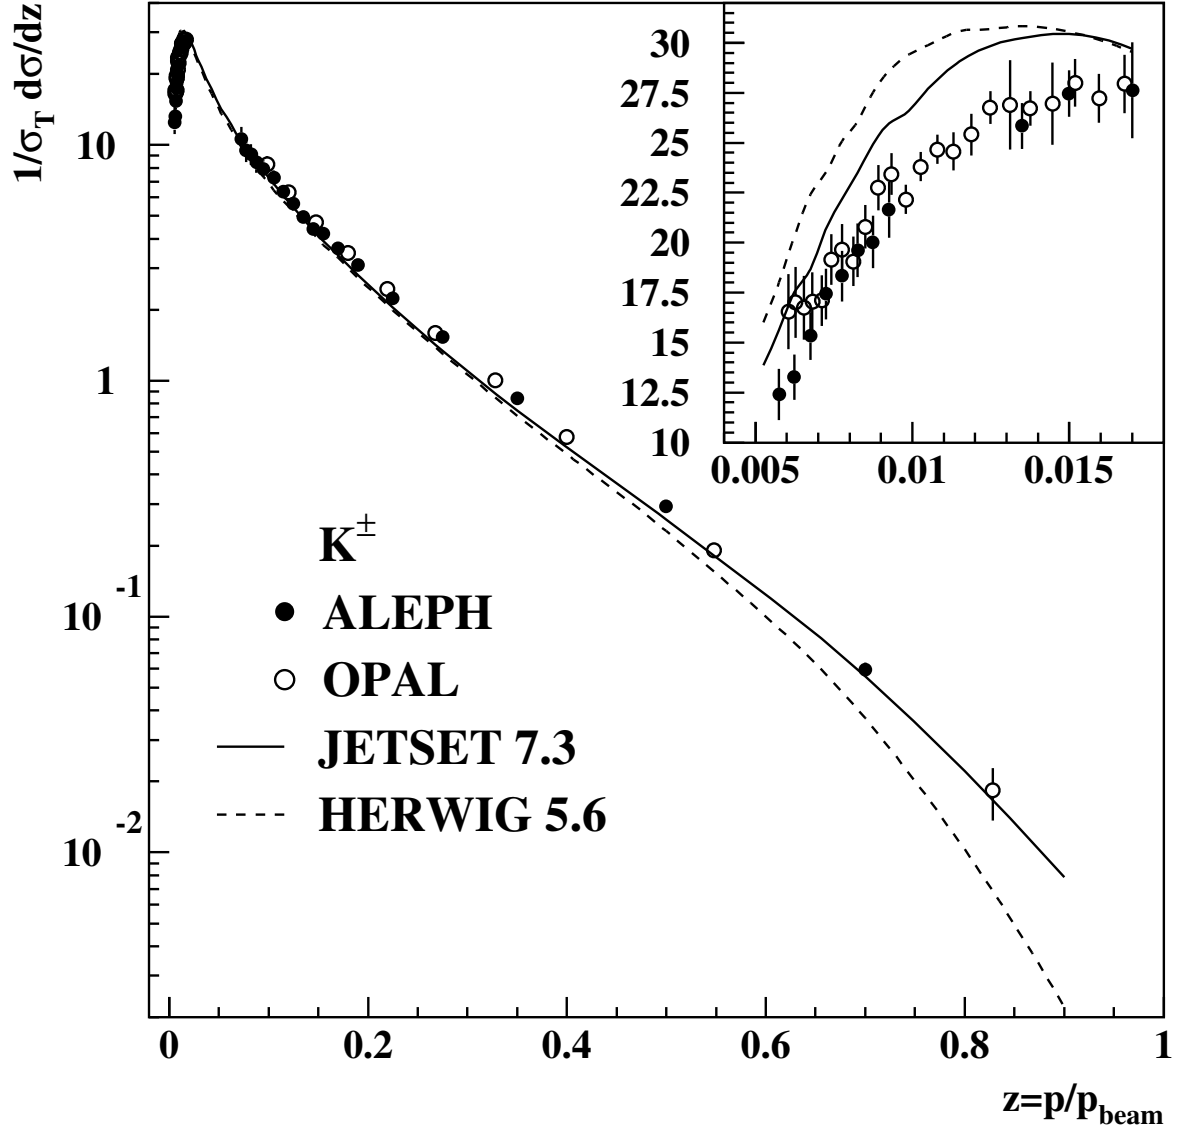 1/σ_T dσ/dz
10
1
10^-1
10^-2
30
27.5
25
22.5
20
17.5
15
12.5
10
0.005 0.01 0.015
K^±
ALEPH
OPAL
JETSET 7.3
HERWIG 5.6
0 0.2 0.4 0.6 0.8 1
z=p/p_beam